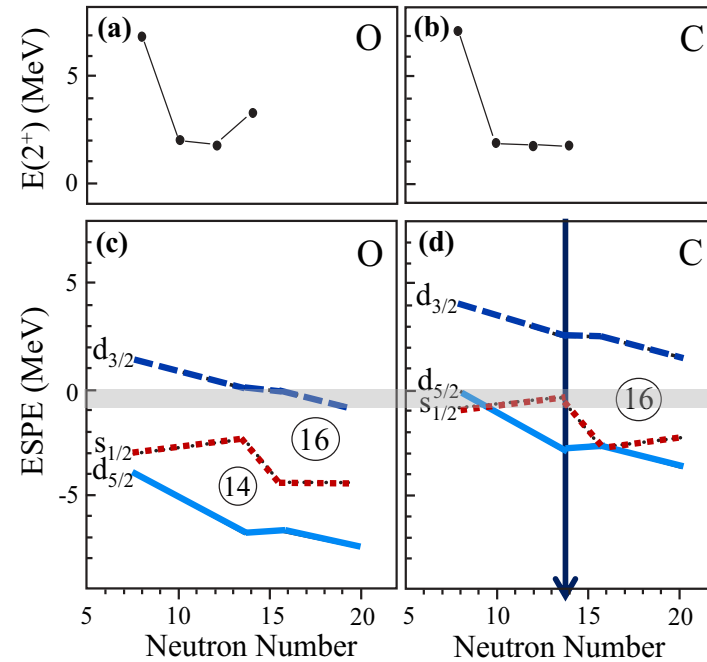 (a) O
(b) C
E(2⁺) (MeV)
5
0
(c) O
(d) C
ESPE (MeV)
5
0
-5
d3/2
s1/2
d5/2
16
14
d3/2
d5/2
s1/2
16
5 10 15 20
5 10 15 20
Neutron Number
Neutron Number